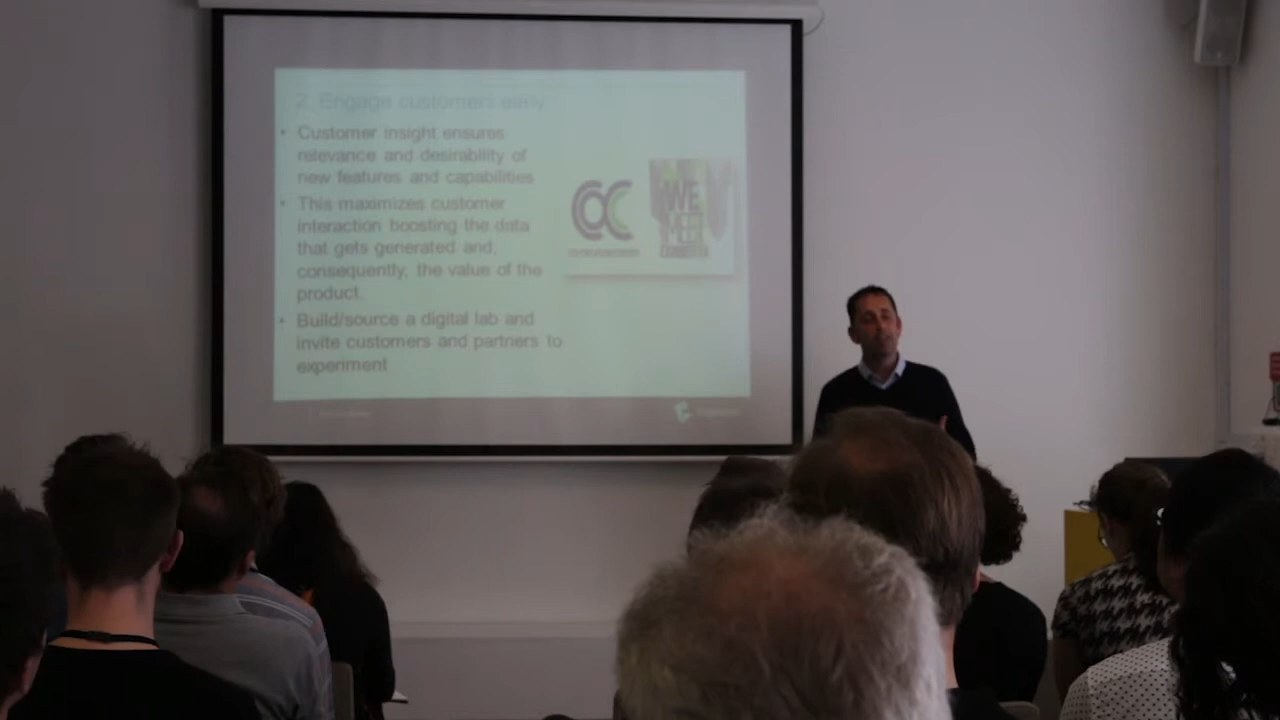 2. Engage customers early
• Customer insight ensures
relevance and desirability of
new features and capabilities
• This maximizes customer
interaction boosting the data
that gets generated and,
consequently, the value of the
product.
• Build/source a digital lab and
invite customers and partners to
experiment
WE